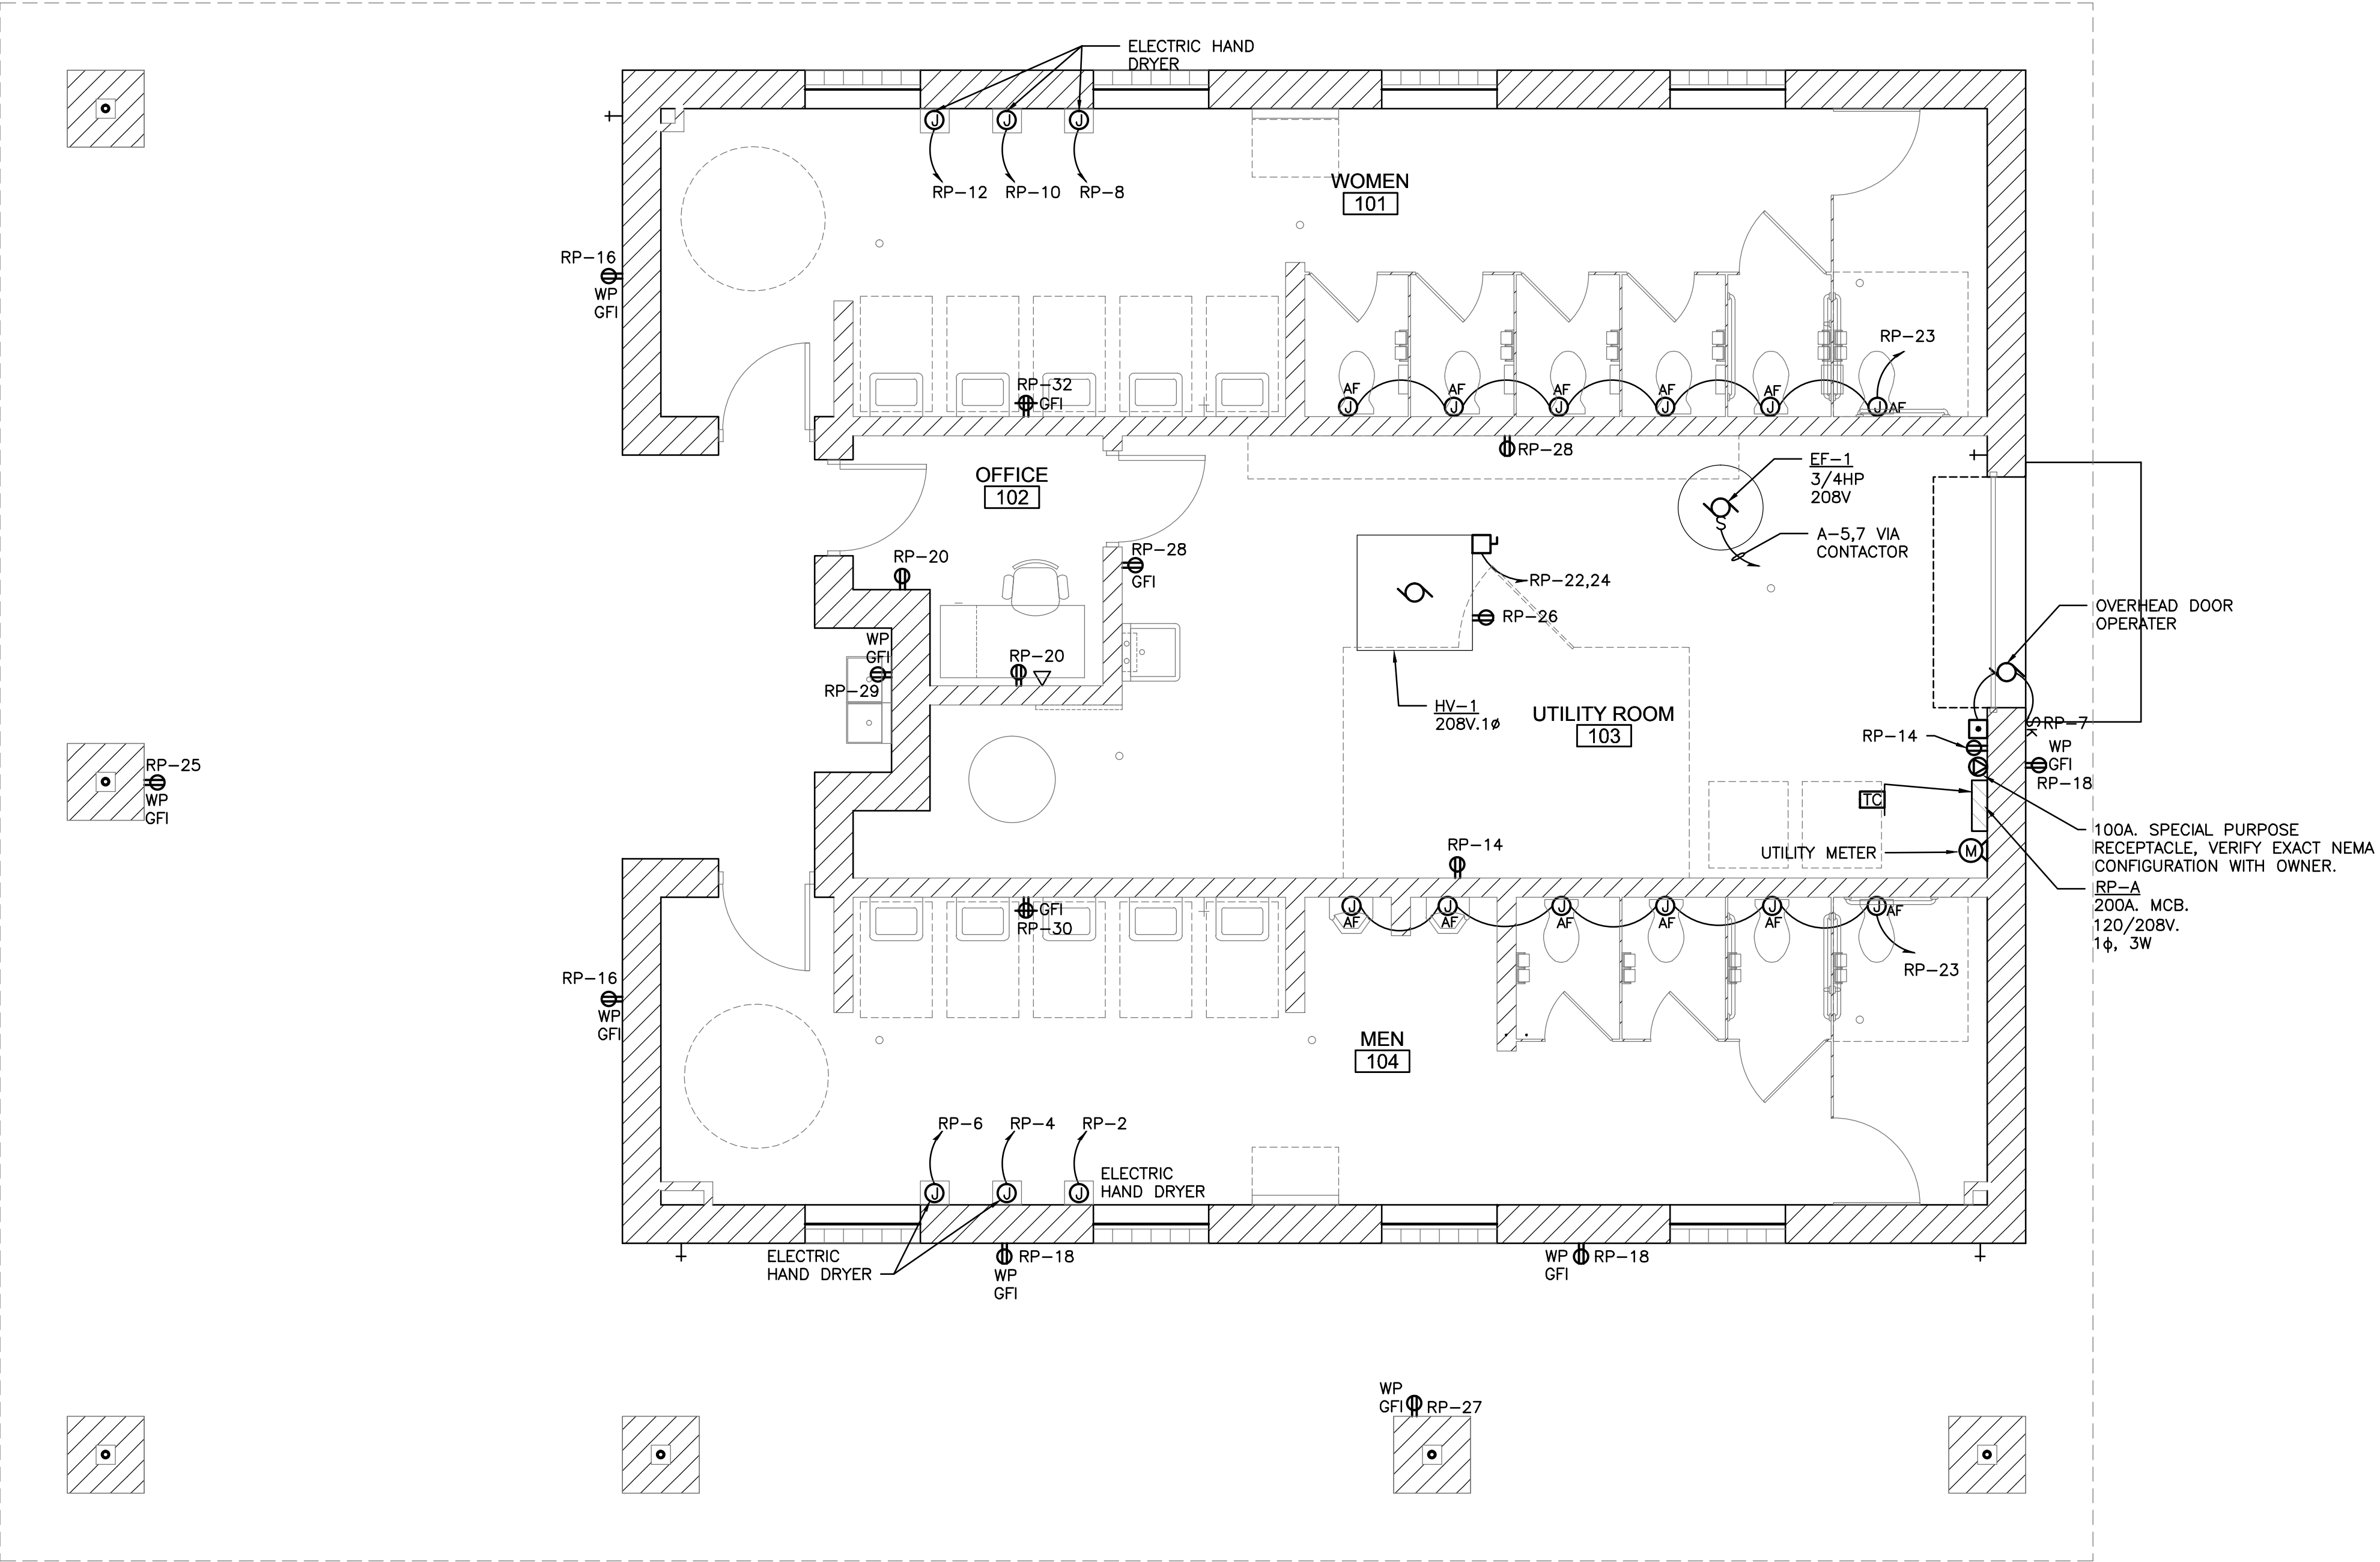 ELECTRIC HAND
DRYER
J
J
J
RP-12
RP-10
RP-8
WOMEN
101
RP-16
WP
GFI
RP-32
GFI
AF
J
AF
J
AF
J
AF
J
AF
J
J
AF
RP-23
RP-28
OFFICE
102
EF-1
3/4HP
208V
S
A-5,7 VIA
CONTACTOR
RP-20
RP-28
GFI
RP-22,24
RP-26
OVERHEAD DOOR
OPERATER
WP
GFI
RP-29
RP-20
HV-1
208V.1ø
UTILITY ROOM
103
RP-14
SK
RP-7
WP
GFI
RP-18
RP-25
WP
GFI
TC
100A. SPECIAL PURPOSE
RECEPTACLE, VERIFY EXACT NEMA
CONFIGURATION WITH OWNER.
RP-14
UTILITY METER
M
RP-A
200A. MCB.
120/208V.
1ϕ, 3W
GFI
RP-30
J
AF
J
AF
J
AF
J
AF
J
AF
J
AF
RP-23
RP-16
WP
GFI
MEN
104
RP-6
RP-4
RP-2
J
J
J
ELECTRIC
HAND DRYER
ELECTRIC
HAND DRYER
RP-18
WP
GFI
WP
GFI
RP-18
WP
GFI
RP-27